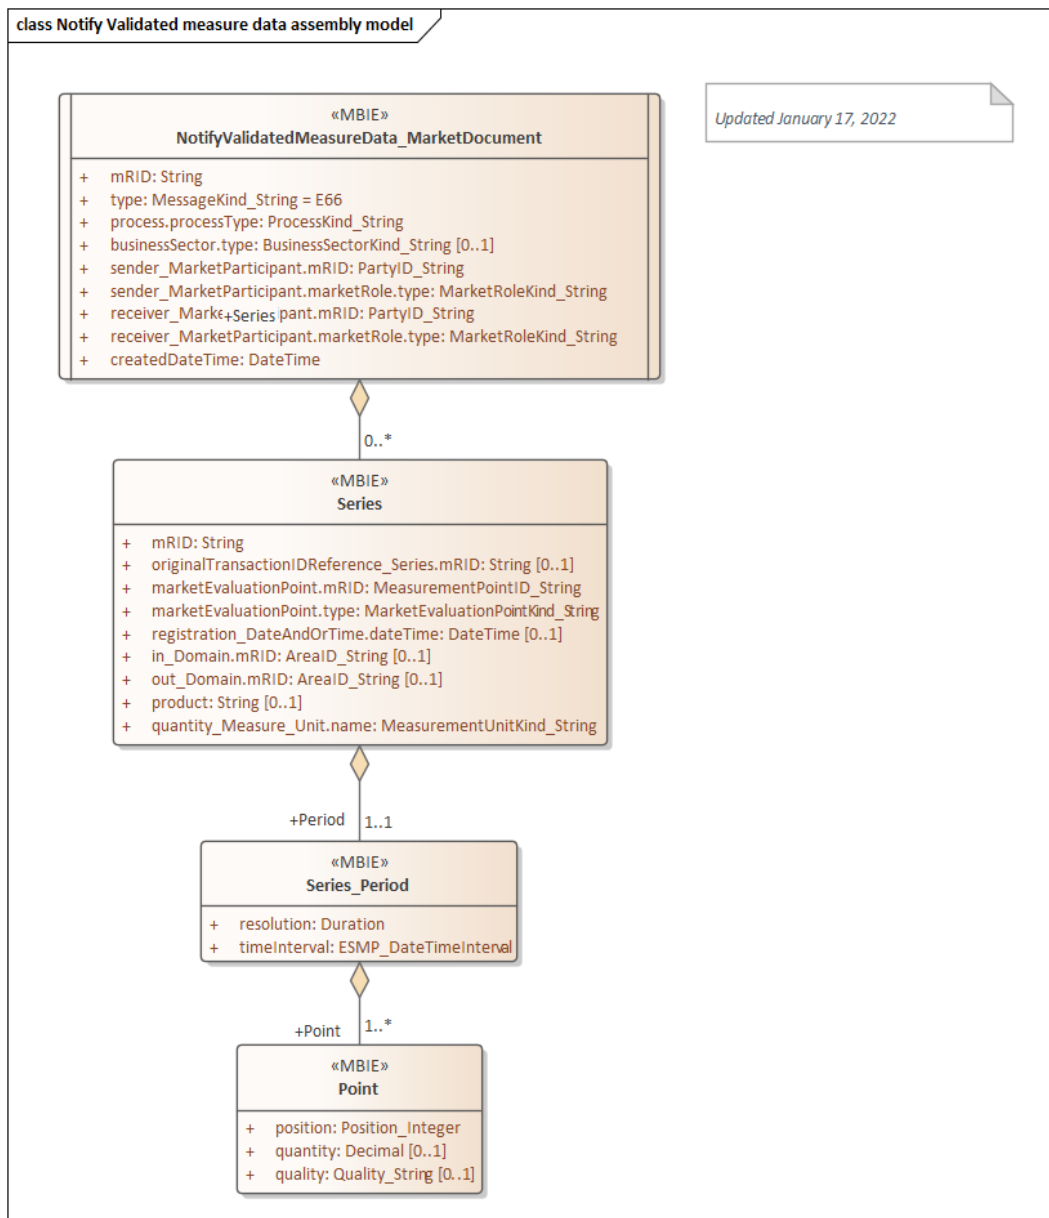 class Notify Validated measure data assembly model
Updated January 17, 2022
«MBIE»
NotifyValidatedMeasureData_MarketDocument
+ mRID: String
+ type: MessageKind_String = E66
+ process.processType: ProcessKind_String
+ businessSector.type: BusinessSectorKind_String [0..1]
+ sender_MarketParticipant.mRID: PartyID_String
+ sender_MarketParticipant.marketRole.type: MarketRoleKind_String
+ receiver_Marke +Series pant.mRID: PartyID_String
+ receiver_MarketParticipant.marketRole.type: MarketRoleKind_String
+ createdDateTime: DateTime
0..*
«MBIE»
Series
+ mRID: String
+ originalTransactionIDReference_Series.mRID: String [0..1]
+ marketEvaluationPoint.mRID: MeasurementPointID_String
+ marketEvaluationPoint.type: MarketEvaluationPointKind_String
+ registration_DateAndOrTime.dateTime: DateTime [0..1]
+ in_Domain.mRID: AreaID_String [0..1]
+ out_Domain.mRID: AreaID_String [0..1]
+ product: String [0..1]
+ quantity_Measure_Unit.name: MeasurementUnitKind_String
+Period 1..1
«MBIE»
Series_Period
+ resolution: Duration
+ timeInterval: ESMP_DateTimeInterval
+Point 1..*
«MBIE»
Point
+ position: Position_Integer
+ quantity: Decimal [0..1]
+ quality: Quality_String [0..1]